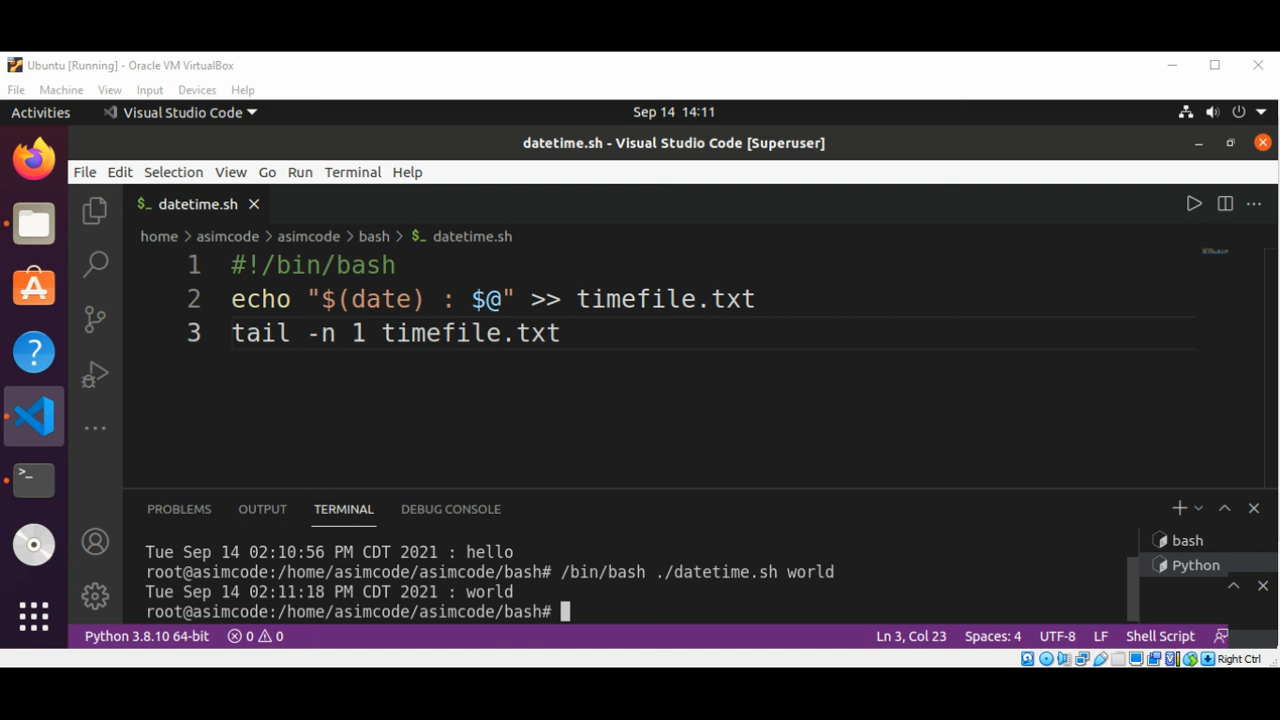 Ubuntu [Running] - Oracle VM VirtualBox
File Machine View Input Devices Help
Activities Visual Studio Code Sep 14 14:11
datetime.sh - Visual Studio Code [Superuser]
File Edit Selection View Go Run Terminal Help
$_ datetime.sh
home > asimcode > asimcode > bash > $_ datetime.sh
1 #!/bin/bash
2 echo "$(date) : $@" >> timefile.txt
3 tail -n 1 timefile.txt
PROBLEMS OUTPUT TERMINAL DEBUG CONSOLE
Tue Sep 14 02:10:56 PM CDT 2021 : hello
root@asimcode:/home/asimcode/asimcode/bash# /bin/bash ./datetime.sh world
Tue Sep 14 02:11:18 PM CDT 2021 : world
root@asimcode:/home/asimcode/asimcode/bash#
bash
Python
Python 3.8.10 64-bit 0 0 Ln 3, Col 23 Spaces: 4 UTF-8 LF Shell Script
Right Ctrl